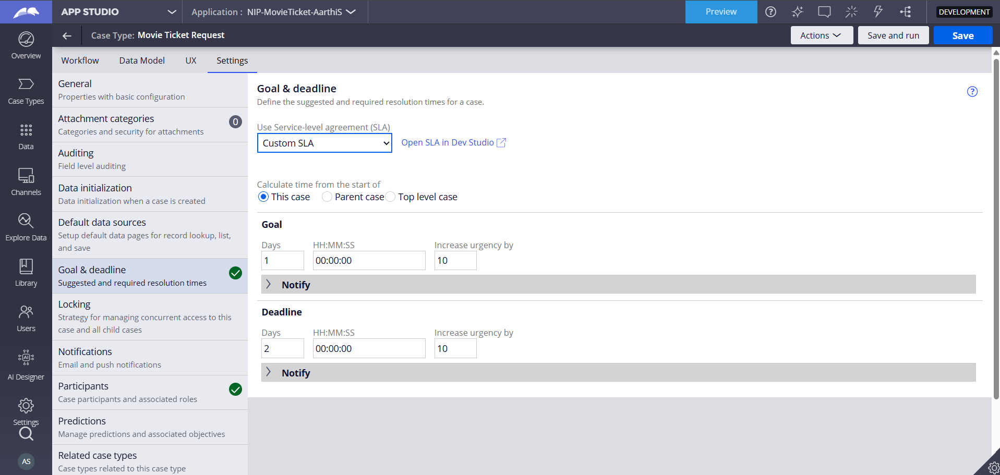 APP STUDIO
Application : NIP-MovieTicket-AarthiS
Preview
DEVELOPMENT
Case Type: Movie Ticket Request
Actions
Save and run
Save
Overview
Case Types
Data
Channels
Explore Data
Library
Users
AI
AI Designer
Settings
AS
Workflow
Data Model
UX
Settings
General
Properties with basic configuration
Attachment categories
Categories and security for attachments
0
Auditing
Field level auditing
Data initialization
Data initialization when a case is created
Default data sources
Setup default data pages for record lookup, list,
and save
Goal & deadline
Suggested and required resolution times
Locking
Strategy for managing concurrent access to this
case and all child cases
Notifications
Email and push notifications
Participants
Case participants and associated roles
Predictions
Manage predictions and associated objectives
Related case types
Case types related to this case type
Goal & deadline
Define the suggested and required resolution times for a case.
Use Service-level agreement (SLA)
Custom SLA
Open SLA in Dev Studio
Calculate time from the start of
This case Parent case Top level case
Goal
Days HH:MM:SS Increase urgency by
1 00:00:00 10
Notify
Deadline
Days HH:MM:SS Increase urgency by
2 00:00:00 10
Notify